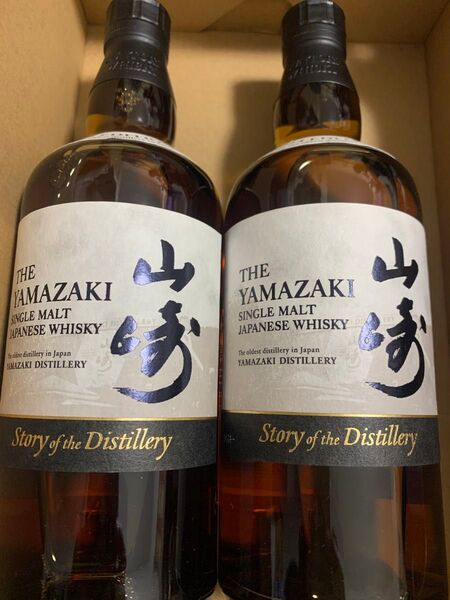 THE
YAMAZAKI
SINGLE MALT
JAPANESE WHISKY
The oldest distillery in Japan
YAMAZAKI DISTILLERY
山崎
Story of the Distillery
THE
YAMAZAKI
SINGLE MALT
JAPANESE WHISKY
The oldest distillery in Japan
YAMAZAKI DISTILLERY
山崎
Story of the Distillery